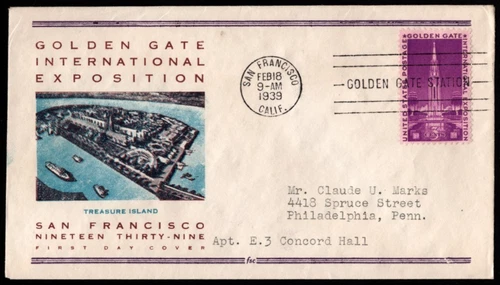 GOLDEN GATE
INTERNATIONAL
EXPOSITION
TREASURE ISLAND
SAN FRANCISCO
NINETEEN THIRTY-NINE
FIRST DAY COVER
SAN FRANCISCO
FEB 18
9-AM
1939
CALIF.
GOLDEN GATE STATION
GOLDEN GATE
UNITED STATES POSTAGE
INTERNATIONAL EXPOSITION
3¢
Mr. Claude U. Marks
4418 Spruce Street
Philadelphia, Penn.
Apt. E.3 Concord Hall